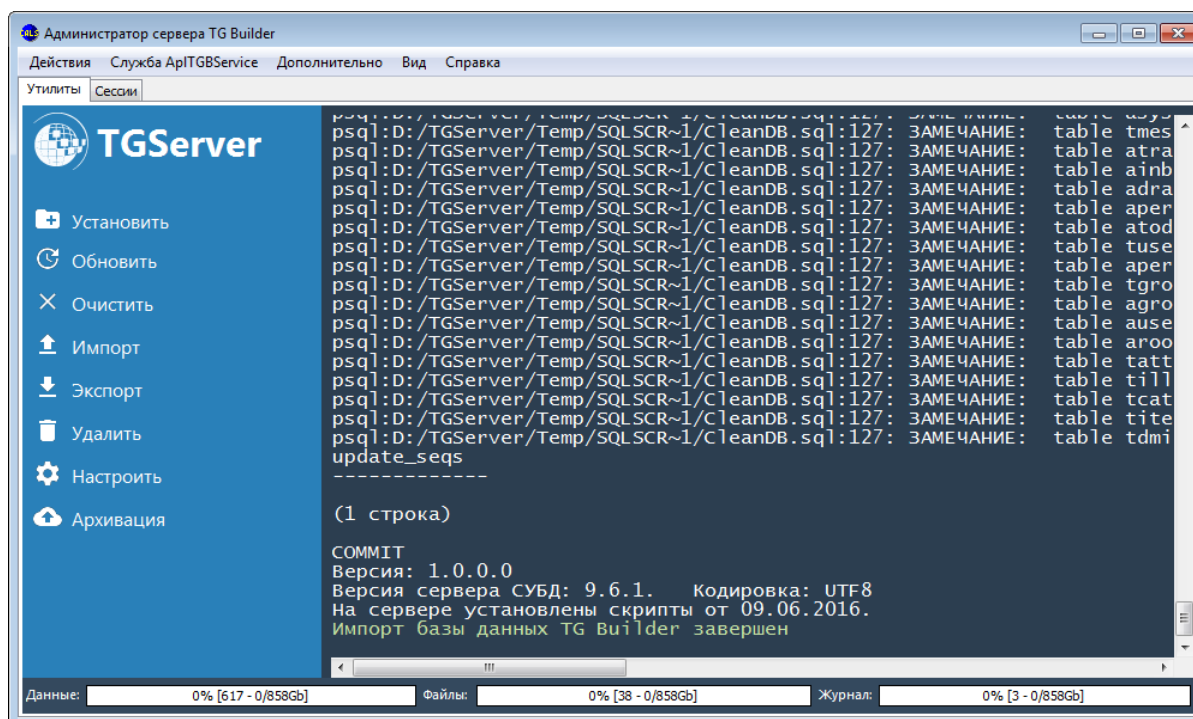 Администратор сервера TG Builder
Действия Служба ApITGBService Дополнительно Вид Справка
Утилиты Сессии
TGServer
Установить
Обновить
Очистить
Импорт
Экспорт
Удалить
Настроить
Архивация
psql:D:/TGServer/Temp/SQLSCR~1/CleanDB.sql:127: ЗАМЕЧАНИЕ: table asys
psql:D:/TGServer/Temp/SQLSCR~1/CleanDB.sql:127: ЗАМЕЧАНИЕ: table tmes
psql:D:/TGServer/Temp/SQLSCR~1/CleanDB.sql:127: ЗАМЕЧАНИЕ: table atra
psql:D:/TGServer/Temp/SQLSCR~1/CleanDB.sql:127: ЗАМЕЧАНИЕ: table ainb
psql:D:/TGServer/Temp/SQLSCR~1/CleanDB.sql:127: ЗАМЕЧАНИЕ: table adra
psql:D:/TGServer/Temp/SQLSCR~1/CleanDB.sql:127: ЗАМЕЧАНИЕ: table aper
psql:D:/TGServer/Temp/SQLSCR~1/CleanDB.sql:127: ЗАМЕЧАНИЕ: table atod
psql:D:/TGServer/Temp/SQLSCR~1/CleanDB.sql:127: ЗАМЕЧАНИЕ: table tuse
psql:D:/TGServer/Temp/SQLSCR~1/CleanDB.sql:127: ЗАМЕЧАНИЕ: table aper
psql:D:/TGServer/Temp/SQLSCR~1/CleanDB.sql:127: ЗАМЕЧАНИЕ: table tgro
psql:D:/TGServer/Temp/SQLSCR~1/CleanDB.sql:127: ЗАМЕЧАНИЕ: table agro
psql:D:/TGServer/Temp/SQLSCR~1/CleanDB.sql:127: ЗАМЕЧАНИЕ: table ause
psql:D:/TGServer/Temp/SQLSCR~1/CleanDB.sql:127: ЗАМЕЧАНИЕ: table aroo
psql:D:/TGServer/Temp/SQLSCR~1/CleanDB.sql:127: ЗАМЕЧАНИЕ: table tatt
psql:D:/TGServer/Temp/SQLSCR~1/CleanDB.sql:127: ЗАМЕЧАНИЕ: table till
psql:D:/TGServer/Temp/SQLSCR~1/CleanDB.sql:127: ЗАМЕЧАНИЕ: table tcat
psql:D:/TGServer/Temp/SQLSCR~1/CleanDB.sql:127: ЗАМЕЧАНИЕ: table tite
psql:D:/TGServer/Temp/SQLSCR~1/CleanDB.sql:127: ЗАМЕЧАНИЕ: table tdmi
update_seqs
-------------
(1 строка)
COMMIT
Версия: 1.0.0.0
Версия сервера СУБД: 9.6.1. Кодировка: UTF8
На сервере установлены скрипты от 09.06.2016.
Импорт базы данных TG Builder завершен
Данные: 0% [617 - 0/858Gb] Файлы: 0% [38 - 0/858Gb] Журнал: 0% [3 - 0/858Gb]